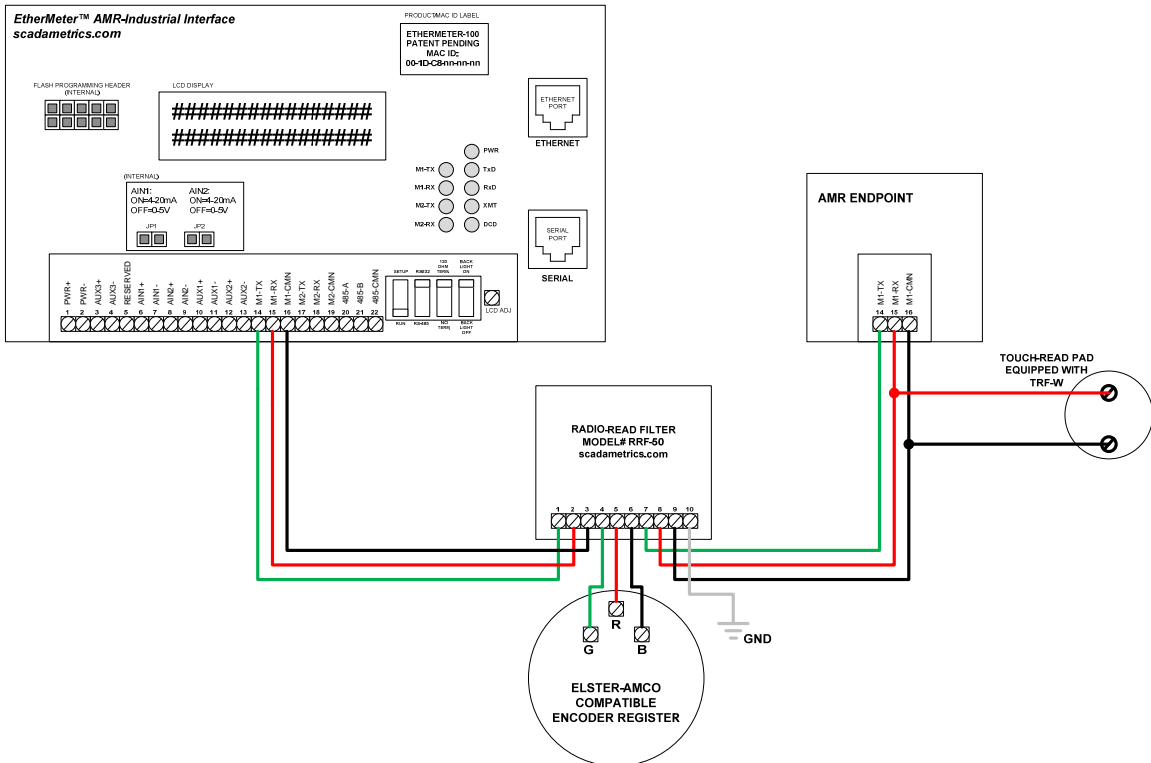 EtherMeter™ AMR-Industrial Interface
scadametrics.com
PRODUCT/MAC ID LABEL
ETHERMETER-100
PATENT PENDING
MAC ID:
00-1D-C8-nn-nn-nn
FLASH PROGRAMMING HEADER
(INTERNAL)
LCD DISPLAY
####################
####################
ETHERNET
PORT
ETHERNET
PWR
M1-TX
TxD
M1-RX
RxD
M2-TX
XMT
M2-RX
DCD
(INTERNAL)
AIN1:
ON=4-20mA
OFF=0-5V
AIN2:
ON=4-20mA
OFF=0-5V
JP1
JP2
SERIAL
PORT
SERIAL
PWR+
PWR-
AUX3+
AUX3-
RESERVED
AIN1+
AIN1-
AIN2+
AIN2-
AUX1+
AUX1-
AUX2+
AUX2-
M1-TX
M1-RX
M1-CMN
M2-TX
M2-RX
M2-CMN
485-A
485-B
485-CMN
1 2 3 4 5 6 7 8 9 10 11 12 13 14 15 16 17 18 19 20 21 22
SETUP
RS232
120
OHM
TERM
BACK
LIGHT
ON
RUN
RS-485
NO
TERM
BACK
LIGHT
OFF
LCD ADJ
AMR ENDPOINT
M1-TX
M1-RX
M1-CMN
14 15 16
TOUCH-READ PAD
EQUIPPED WITH
TRF-W
RADIO-READ FILTER
MODEL# RRF-50
scadametrics.com
1 2 3 4 5 6 7 8 9 10
R
G
B
GND
ELSTER-AMCO
COMPATIBLE
ENCODER REGISTER